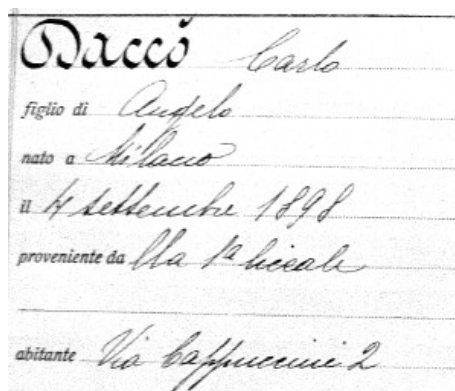 Daccò Carlo
figlio di Angelo
nato a Milano
il 4 settembre 1898
proveniente da lla 1ª liceale
abitante Via Cappuccini 2